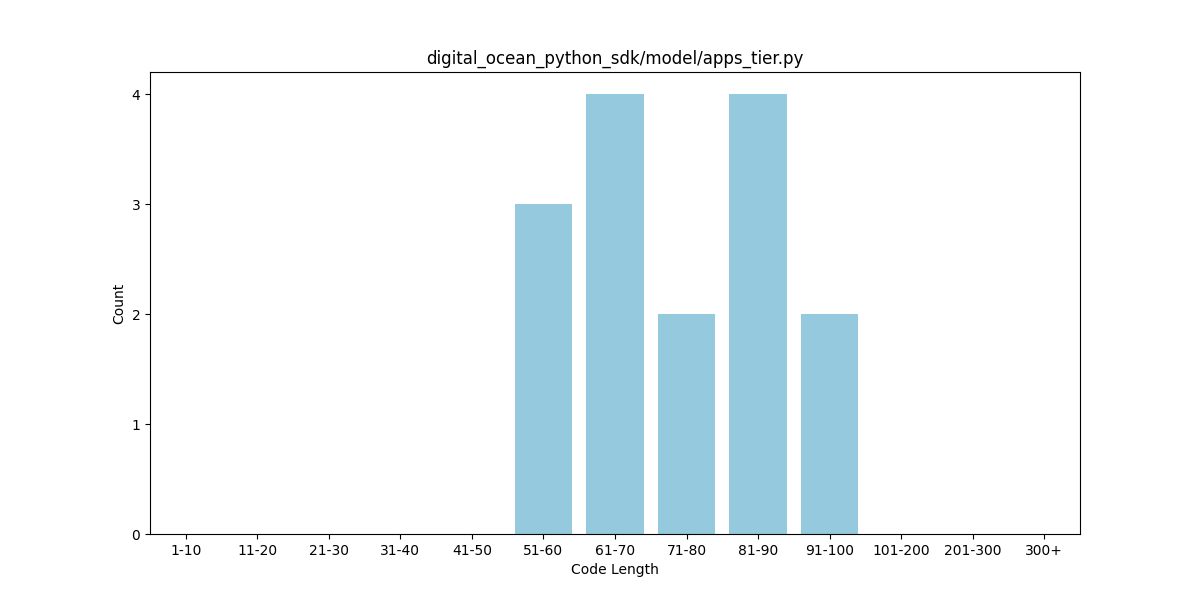 digital_ocean_python_sdk/model/apps_tier.py
4
3
2
1
0
Count
1-10 11-20 21-30 31-40 41-50 51-60 61-70 71-80 81-90 91-100 101-200 201-300 300+
Code Length